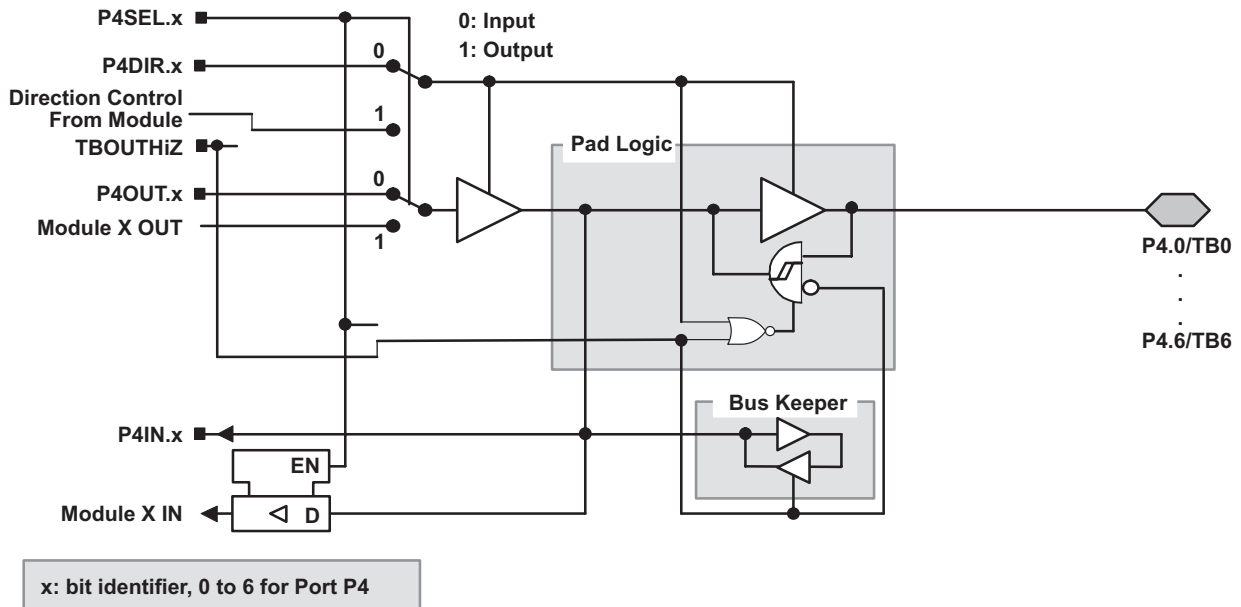 P4SEL.x
0: Input
1: Output
0
P4DIR.x
Direction Control
From Module
1
TBOUTHiZ
Pad Logic
0
P4OUT.x
Module X OUT
1
P4.0/TB0
.
.
.
P4.6/TB6
Bus Keeper
P4IN.x
EN
Module X IN
D
x: bit identifier, 0 to 6 for Port P4